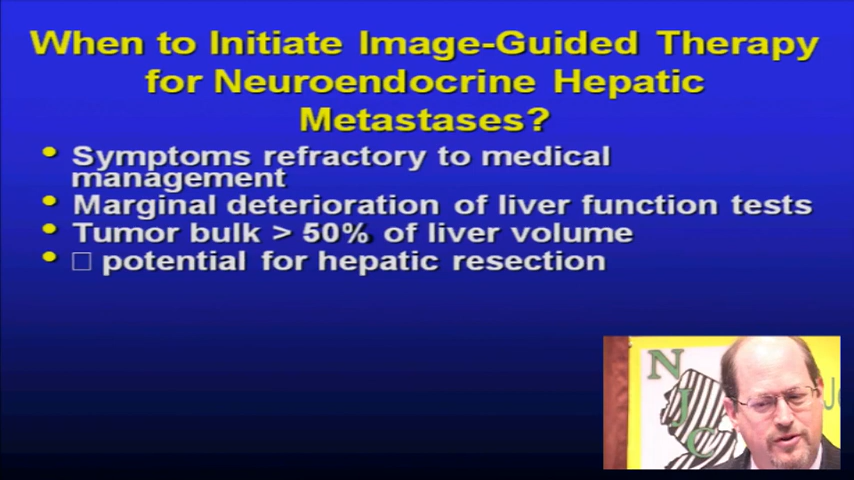 When to Initiate Image-Guided Therapy
for Neuroendocrine Hepatic
Metastases?
• Symptoms refractory to medical
management
• Marginal deterioration of liver function tests
• Tumor bulk > 50% of liver volume
• □ potential for hepatic resection
N
J
C